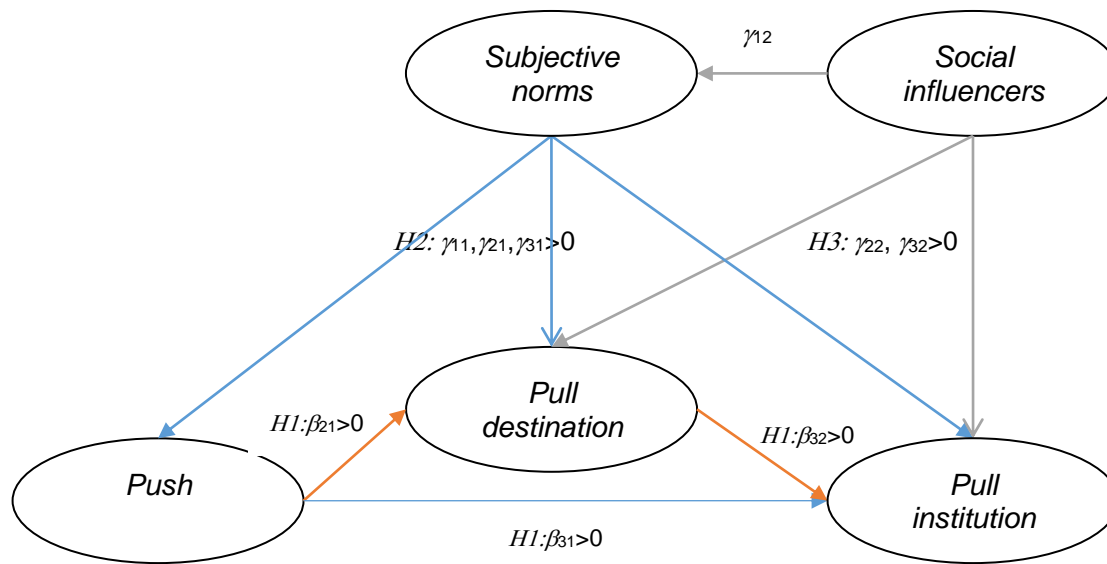 γ12
Subjective
norms
Social
influencers
H2: γ11,γ21,γ31>0
H3: γ22, γ32>0
Pull
destination
H1:β21>0
H1:β32>0
Push
Pull
institution
H1:β31>0